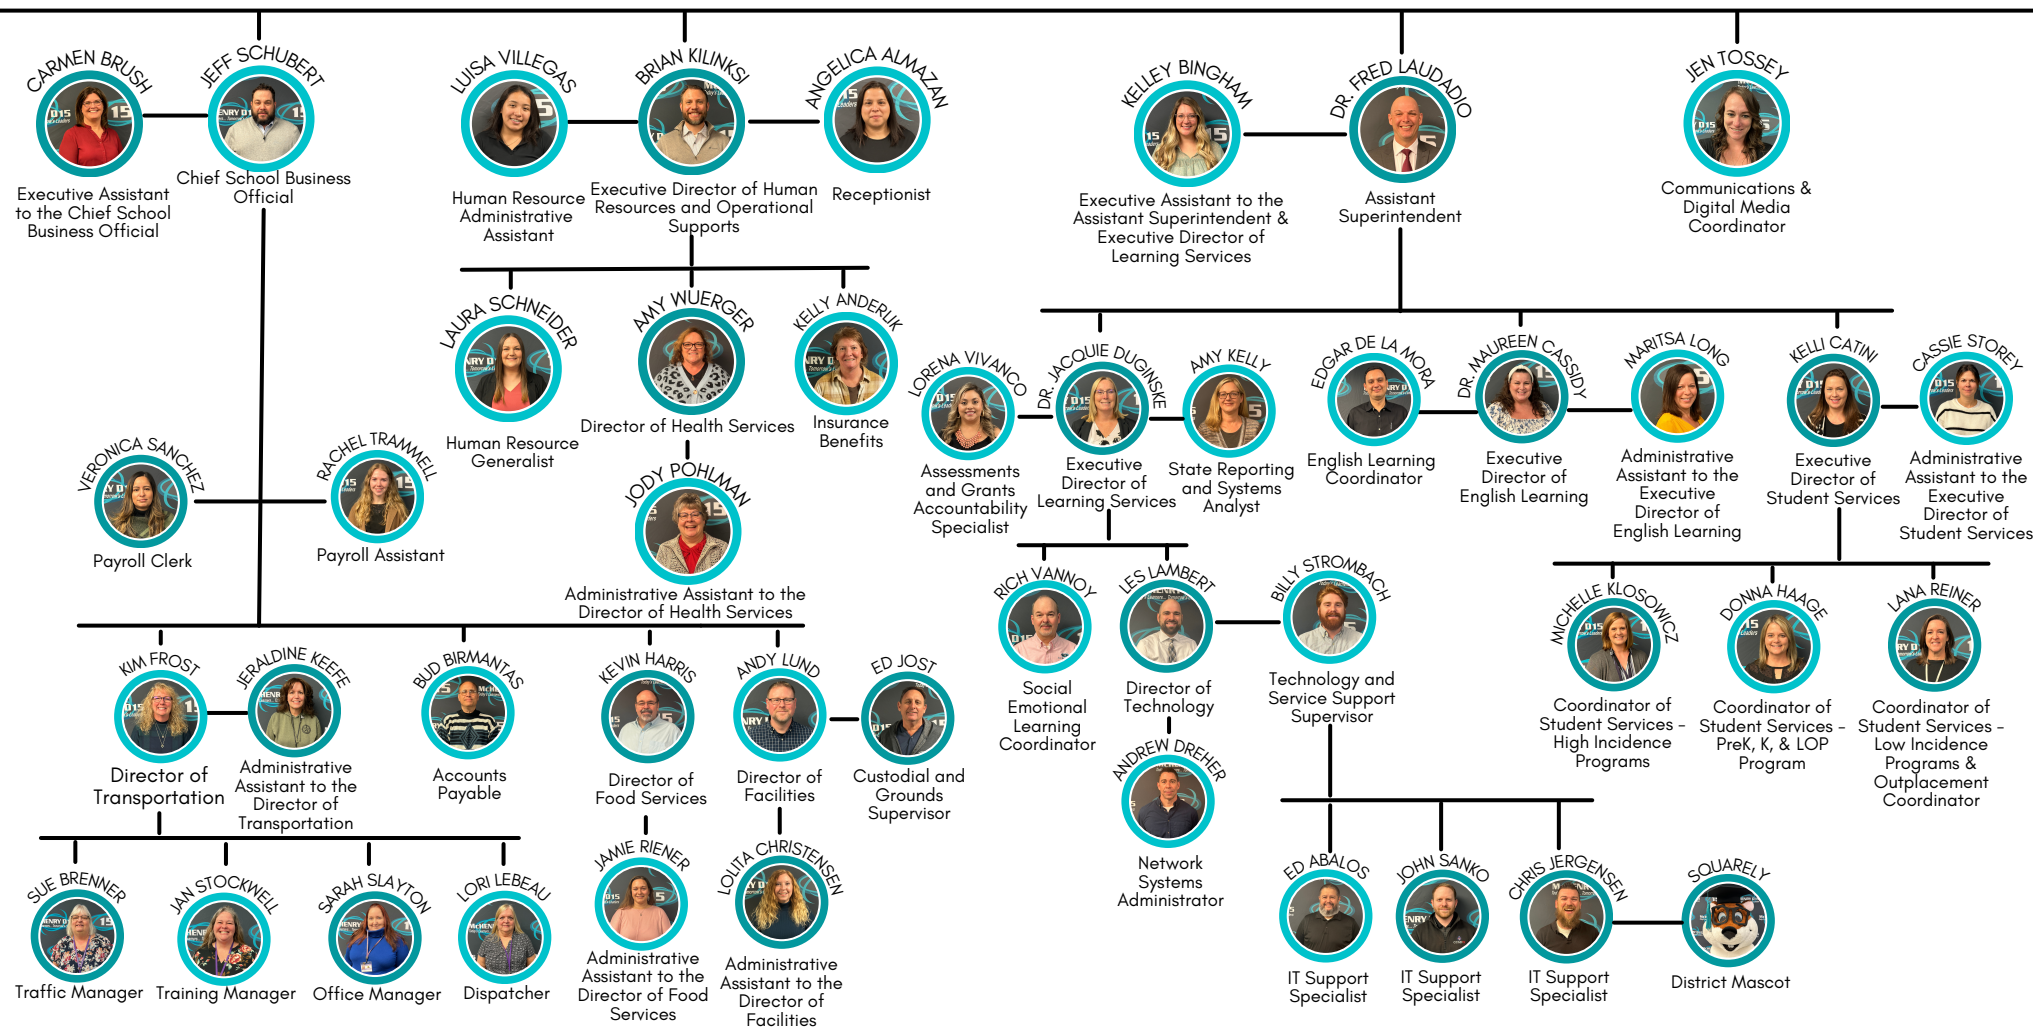 CARMEN BRUSH
Executive Assistant
to the Chief School
Business Official
JEFF SCHUBERT
Chief School Business
Official
LUISA VILLEGAS
Human Resource
Administrative
Assistant
BRIAN KILINKSI
Executive Director of Human
Resources and Operational
Supports
ANGELICA ALMAZAN
Receptionist
KELLEY BINGHAM
Executive Assistant to the
Assistant Superintendent &
Executive Director of
Learning Services
DR. FRED LAUDADIO
Assistant
Superintendent
JEN TOSSEY
Communications &
Digital Media
Coordinator
LAURA SCHNEIDER
Human Resource
Generalist
AMY WUERGER
Director of Health Services
KELLY ANDERLIK
Insurance
Benefits
LORENA VIVANCO
Assessments
and Grants
Accountability
Specialist
DR. JACQUIE DUGINSKE
Executive
Director of
Learning Services
AMY KELLY
State Reporting
and Systems
Analyst
EDGAR DE LA MORA
English Learning
Coordinator
DR. MAUREEN CASSIDY
Executive
Director of
English Learning
MARITSA LONG
Administrative
Assistant to the
Executive
Director of
English Learning
KELLI CATINI
Executive
Director of
Student Services
CASSIE STOREY
Administrative
Assistant to the
Executive
Director of
Student Services
VERONICA SANCHEZ
Payroll Clerk
RACHEL TRAMMELL
Payroll Assistant
JODY POHLMAN
Administrative Assistant to the
Director of Health Services
RICH VANNOY
Social
Emotional
Learning
Coordinator
LES LAMBERT
Director of
Technology
BILLY STROMBACH
Technology and
Service Support
Supervisor
MICHELLE KLOSOWICZ
Coordinator of
Student Services -
High Incidence
Programs
DONNA HAAGE
Coordinator of
Student Services -
PreK, K, & LOP
Program
LANA REINER
Coordinator of
Student Services -
Low Incidence
Programs &
Outplacement
Coordinator
KIM FROST
Director of
Transportation
JERALDINE KEEFE
Administrative
Assistant to the
Director of
Transportation
BUD BIRMANTAS
Accounts
Payable
KEVIN HARRIS
Director of
Food Services
ANDY LUND
Director of
Facilities
ED JOST
Custodial and
Grounds
Supervisor
ANDREW DREHER
Network
Systems
Administrator
SUE BRENNER
Traffic Manager
JAN STOCKWELL
Training Manager
SARAH SLAYTON
Office Manager
LORI LEBEAU
Dispatcher
JAMIE RIENER
Administrative
Assistant to the
Director of Food
Services
LOLITA CHRISTENSEN
Administrative
Assistant to the
Director of
Facilities
ED ABALOS
IT Support
Specialist
JOHN SANKO
IT Support
Specialist
CHRIS JERGENSEN
IT Support
Specialist
SQUARELY
District Mascot